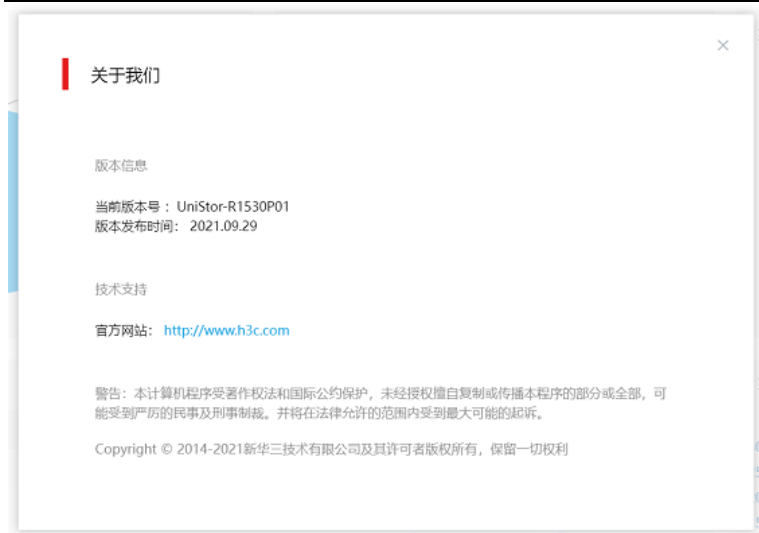 关于我们
版本信息
当前版本号： UniStor-R1530P01
版本发布时间： 2021.09.29
技术支持
官方网站： http://www.h3c.com
警告：本计算机程序受著作权法和国际公约保护，未经授权擅自复制或传播本程序的部分或全部，可
能受到严厉的民事及刑事制裁。并将在法律允许的范围内受到最大可能的起诉。
Copyright © 2014-2021新华三技术有限公司及其许可者版权所有，保留一切权利